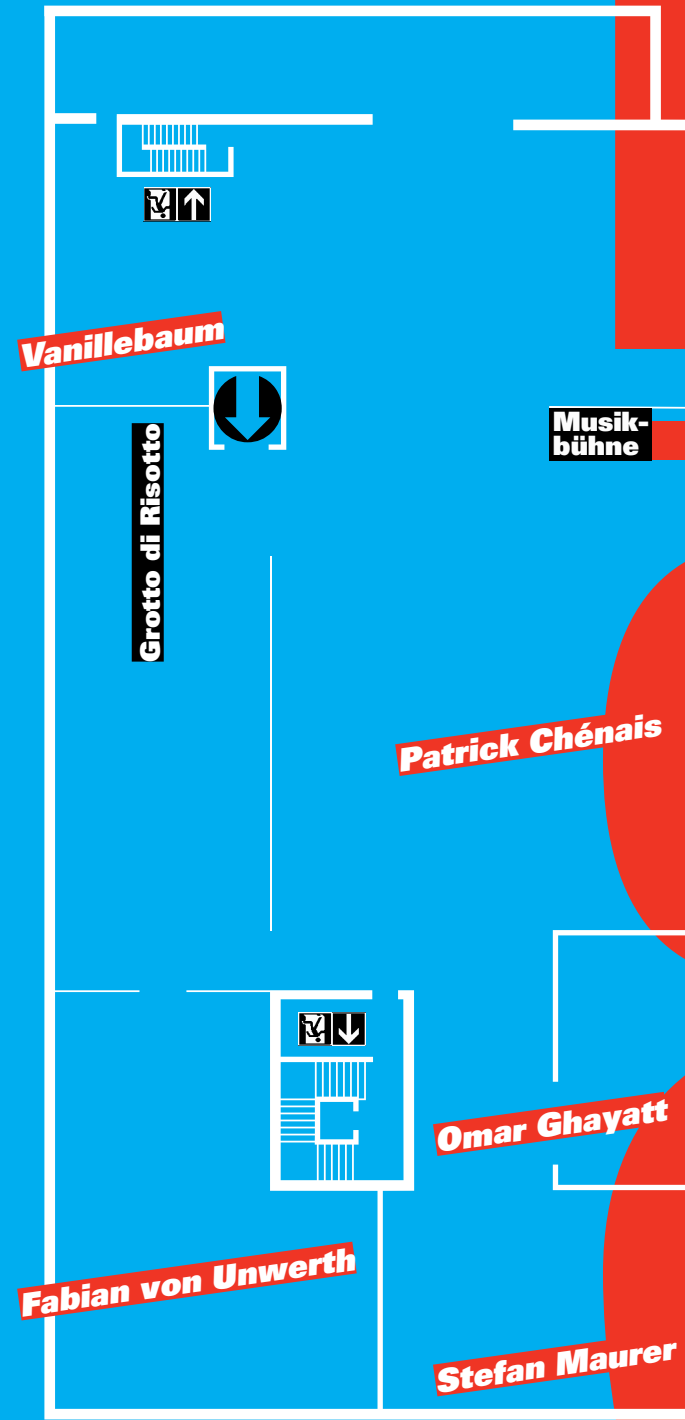 Vanillebaum
Musik-
bühne
Grotto di Risotto
Patrick Chénais
Omar Ghayatt
Fabian von Unwerth
Stefan Maurer